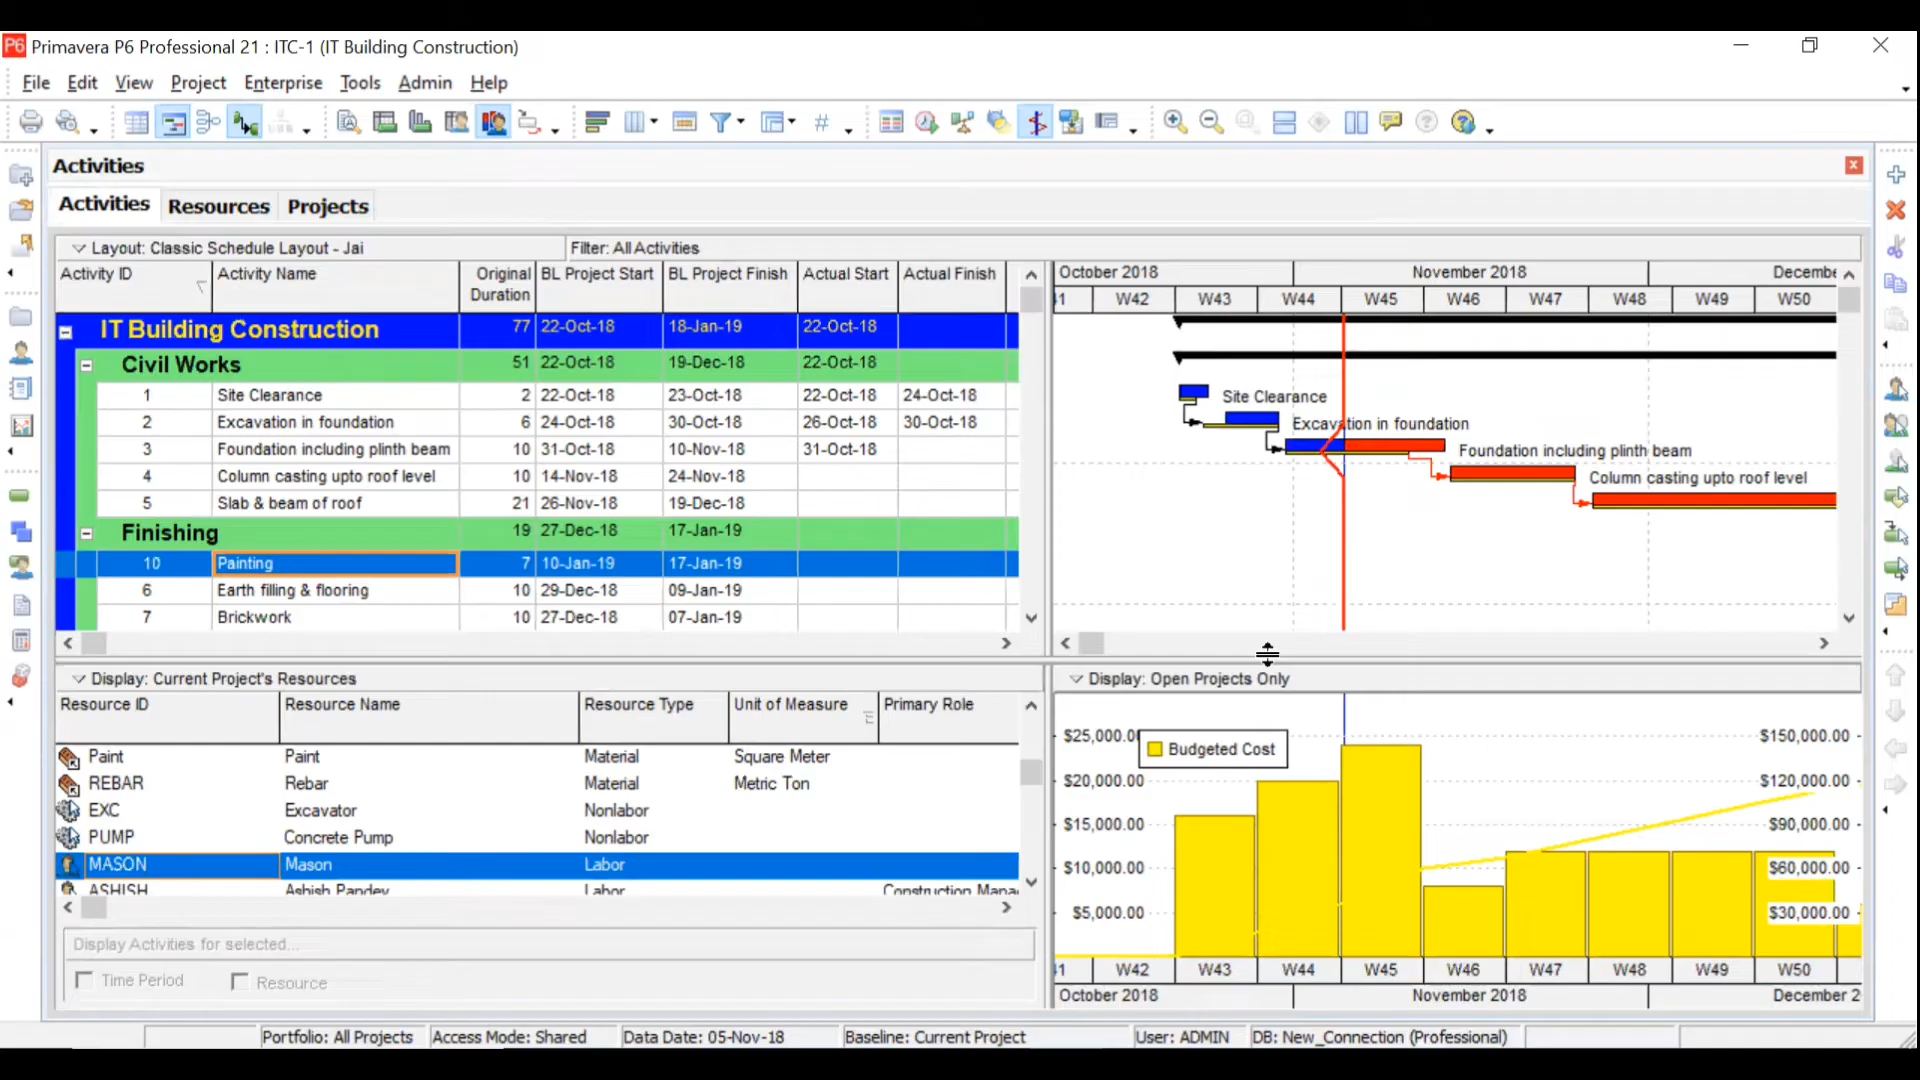 P6 Primavera P6 Professional 21 : ITC-1 (IT Building Construction)
File Edit View Project Enterprise Tools Admin Help
Activities
Activities Resources Projects
Layout: Classic Schedule Layout - Jai Filter: All Activities
Activity ID Activity Name Original Duration BL Project Start BL Project Finish Actual Start Actual Finish
IT Building Construction 77 22-Oct-18 18-Jan-19 22-Oct-18
Civil Works 51 22-Oct-18 19-Dec-18 22-Oct-18
1 Site Clearance 2 22-Oct-18 23-Oct-18 22-Oct-18 24-Oct-18
2 Excavation in foundation 6 24-Oct-18 30-Oct-18 26-Oct-18 30-Oct-18
3 Foundation including plinth beam 10 31-Oct-18 10-Nov-18 31-Oct-18
4 Column casting upto roof level 10 14-Nov-18 24-Nov-18
5 Slab & beam of roof 21 26-Nov-18 19-Dec-18
Finishing 19 27-Dec-18 17-Jan-19
10 Painting 7 10-Jan-19 17-Jan-19
6 Earth filling & flooring 10 29-Dec-18 09-Jan-19
7 Brickwork 10 27-Dec-18 07-Jan-19
October 2018 November 2018 Decembe
41 W42 W43 W44 W45 W46 W47 W48 W49 W50
Site Clearance
Excavation in foundation
Foundation including plinth beam
Column casting upto roof level
Display: Current Project's Resources
Resource ID Resource Name Resource Type Unit of Measure Primary Role
Paint Paint Material Square Meter
REBAR Rebar Material Metric Ton
EXC Excavator Nonlabor
PUMP Concrete Pump Nonlabor
MASON Mason Labor
ASHISH Ashish Pandey Labor Construction Mana
Display Activities for selected...
Time Period Resource
Display: Open Projects Only
Budgeted Cost
$25,000.00 $150,000.00
$20,000.00 $120,000.00
$15,000.00 $90,000.00
$10,000.00 $60,000.00
$5,000.00 $30,000.00
41 W42 W43 W44 W45 W46 W47 W48 W49 W50
October 2018 November 2018 December 2
Portfolio: All Projects Access Mode: Shared Data Date: 05-Nov-18 Baseline: Current Project User: ADMIN DB: New_Connection (Professional)